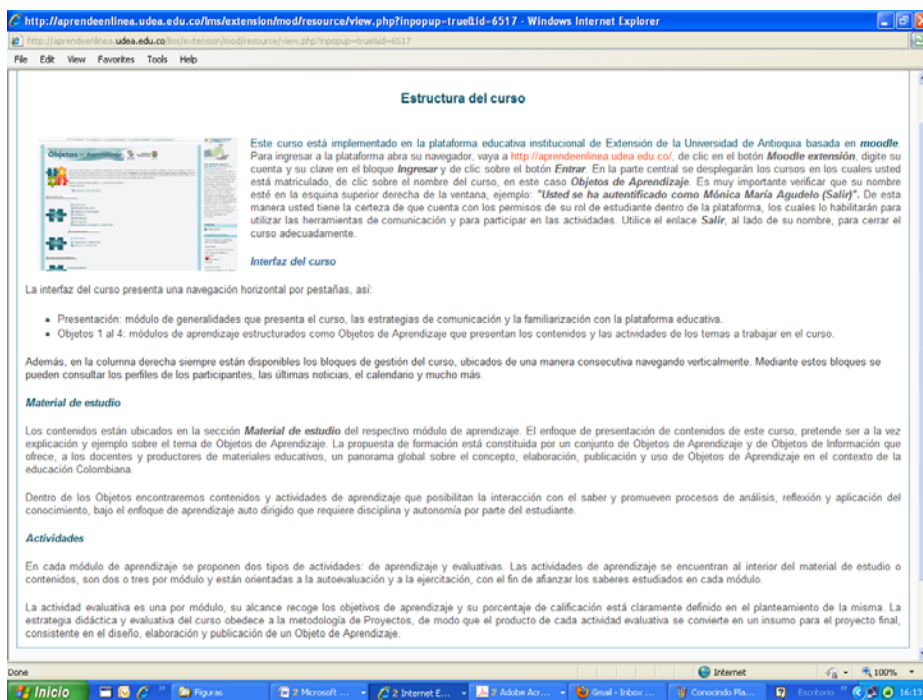 http://aprendeenlinea.udea.edu.co/lms/extension/mod/resource/view.php?inpopup=true&id=6517 - Windows Internet Explorer
http://aprendeenlinea.udea.edu.co/lms/extension/mod/resource/view.php?inpopup=true&id=6517
File Edit View Favorites Tools Help
Estructura del curso
Objetos de Aprendizaje
Este curso está implementado en la plataforma educativa institucional de Extensión de la Universidad de Antioquia basada en moodle.
Para ingresar a la plataforma abra su navegador, vaya a http://aprendeenlinea.udea.edu.co/, de clic en el botón Moodle extensión, digite su
cuenta y su clave en el bloque Ingresar y de clic sobre el botón Entrar. En la parte central se desplegarán los cursos en los cuales usted
está matriculado, de clic sobre el nombre del curso, en este caso Objetos de Aprendizaje. Es muy importante verificar que su nombre
esté en la esquina superior derecha de la ventana, ejemplo: "Usted se ha autentificado como Mónica María Agudelo (Salir)". De esta
manera usted tiene la certeza de que cuenta con los permisos de su rol de estudiante dentro de la plataforma, los cuales lo habilitarán para
utilizar las herramientas de comunicación y para participar en las actividades. Utilice el enlace Salir, al lado de su nombre, para cerrar el
curso adecuadamente.
Interfaz del curso
La interfaz del curso presenta una navegación horizontal por pestañas, así:
• Presentación: módulo de generalidades que presenta el curso, las estrategias de comunicación y la familiarización con la plataforma educativa.
• Objetos 1 al 4: módulos de aprendizaje estructurados como Objetos de Aprendizaje que presentan los contenidos y las actividades de los temas a trabajar en el curso.
Además, en la columna derecha siempre están disponibles los bloques de gestión del curso, ubicados de una manera consecutiva navegando verticalmente. Mediante estos bloques se
pueden consultar los perfiles de los participantes, las últimas noticias, el calendario y mucho más.
Material de estudio
Los contenidos están ubicados en la sección Material de estudio del respectivo módulo de aprendizaje. El enfoque de presentación de contenidos de este curso, pretende ser a la vez
explicación y ejemplo sobre el tema de Objetos de Aprendizaje. La propuesta de formación está constituida por un conjunto de Objetos de Aprendizaje y de Objetos de Información que
ofrece, a los docentes y productores de materiales educativos, un panorama global sobre el concepto, elaboración, publicación y uso de Objetos de Aprendizaje en el contexto de la
educación Colombiana.
Dentro de los Objetos encontraremos contenidos y actividades de aprendizaje que posibilitan la interacción con el saber y promueven procesos de análisis, reflexión y aplicación del
conocimiento, bajo el enfoque de aprendizaje auto dirigido que requiere disciplina y autonomía por parte del estudiante.
Actividades
En cada módulo de aprendizaje se proponen dos tipos de actividades: de aprendizaje y evaluativas. Las actividades de aprendizaje se encuentran al interior del material de estudio o
contenidos, son dos o tres por módulo y están orientadas a la autoevaluación y a la ejercitación, con el fin de afianzar los saberes estudiados en cada módulo.
La actividad evaluativa es una por módulo, su alcance recoge los objetivos de aprendizaje y su porcentaje de calificación está claramente definido en el planteamiento de la misma. La
estrategia didáctica y evaluativa del curso obedece a la metodología de Proyectos, de modo que el producto de cada actividad evaluativa se convierte en un insumo para el proyecto final,
consistente en el diseño, elaboración y publicación de un Objeto de Aprendizaje.
Done Internet 100%
Inicio Figuras 2 Microsoft ... 2 Internet E... 2 Adobe Acr... Gmail - Inbox ... Conocindo Pla... Escritorio 16:13